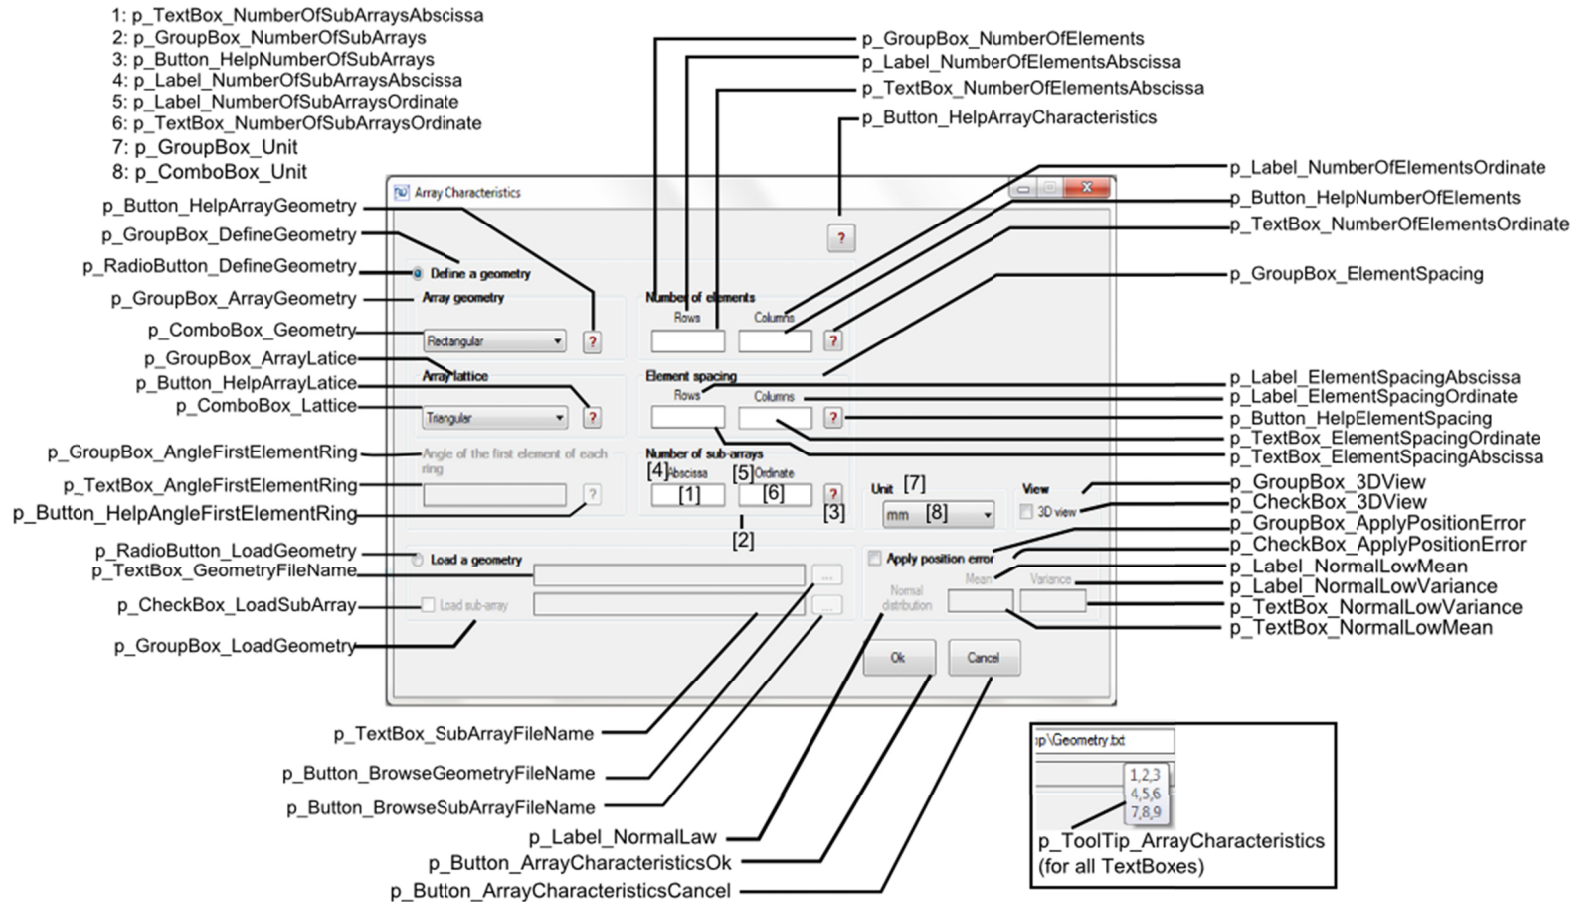 1: p_TextBox_NumberOfSubArraysAbscissa
2: p_GroupBox_NumberOfSubArrays
3: p_Button_HelpNumberOfSubArrays
4: p_Label_NumberOfSubArraysAbscissa
5: p_Label_NumberOfSubArraysOrdinate
6: p_TextBox_NumberOfSubArraysOrdinate
7: p_GroupBox_Unit
8: p_ComboBox_Unit
p_GroupBox_NumberOfElements
p_Label_NumberOfElementsAbscissa
p_TextBox_NumberOfElementsAbscissa
p_Button_HelpArrayCharacteristics
p_Button_HelpArrayGeometry
p_GroupBox_DefineGeometry
p_RadioButton_DefineGeometry
p_GroupBox_ArrayGeometry
p_ComboBox_Geometry
p_GroupBox_ArrayLatice
p_Button_HelpArrayLatice
p_ComboBox_Lattice
p_GroupBox_AngleFirstElementRing
p_TextBox_AngleFirstElementRing
p_Button_HelpAngleFirstElementRing
p_RadioButton_LoadGeometry
p_TextBox_GeometryFileName
p_CheckBox_LoadSubArray
p_GroupBox_LoadGeometry
Array Characteristics
?
Define a geometry
Array geometry
Rectangular
?
Number of elements
Rows Columns
?
Array lattice
Triangular
?
Element spacing
Rows Columns
?
Angle of the first element of each
ring
?
Number of sub-arrays
[4] Abscissa [5] Ordinate
[1] [6] ?
[3]
[2]
Unit [7]
mm [8]
View
3D view
Load a geometry
...
Load sub-array
...
Apply position error
Mean Variance
Normal
distribution
Ok Cancel
p_Label_NumberOfElementsOrdinate
p_Button_HelpNumberOfElements
p_TextBox_NumberOfElementsOrdinate
p_GroupBox_ElementSpacing
p_Label_ElementSpacingAbscissa
p_Label_ElementSpacingOrdinate
p_Button_HelpElementSpacing
p_TextBox_ElementSpacingOrdinate
p_TextBox_ElementSpacingAbscissa
p_GroupBox_3DView
p_CheckBox_3DView
p_GroupBox_ApplyPositionError
p_CheckBox_ApplyPositionError
p_Label_NormalLowMean
p_Label_NormalLowVariance
p_TextBox_NormalLowVariance
p_TextBox_NormalLowMean
p_TextBox_SubArrayFileName
p_Button_BrowseGeometryFileName
p_Button_BrowseSubArrayFileName
p_Label_NormalLaw
p_Button_ArrayCharacteristicsOk
p_Button_ArrayCharacteristicsCancel
p\Geometry.txt
1,2,3
4,5,6
7,8,9
p_ToolTip_ArrayCharacteristics
(for all TextBoxes)